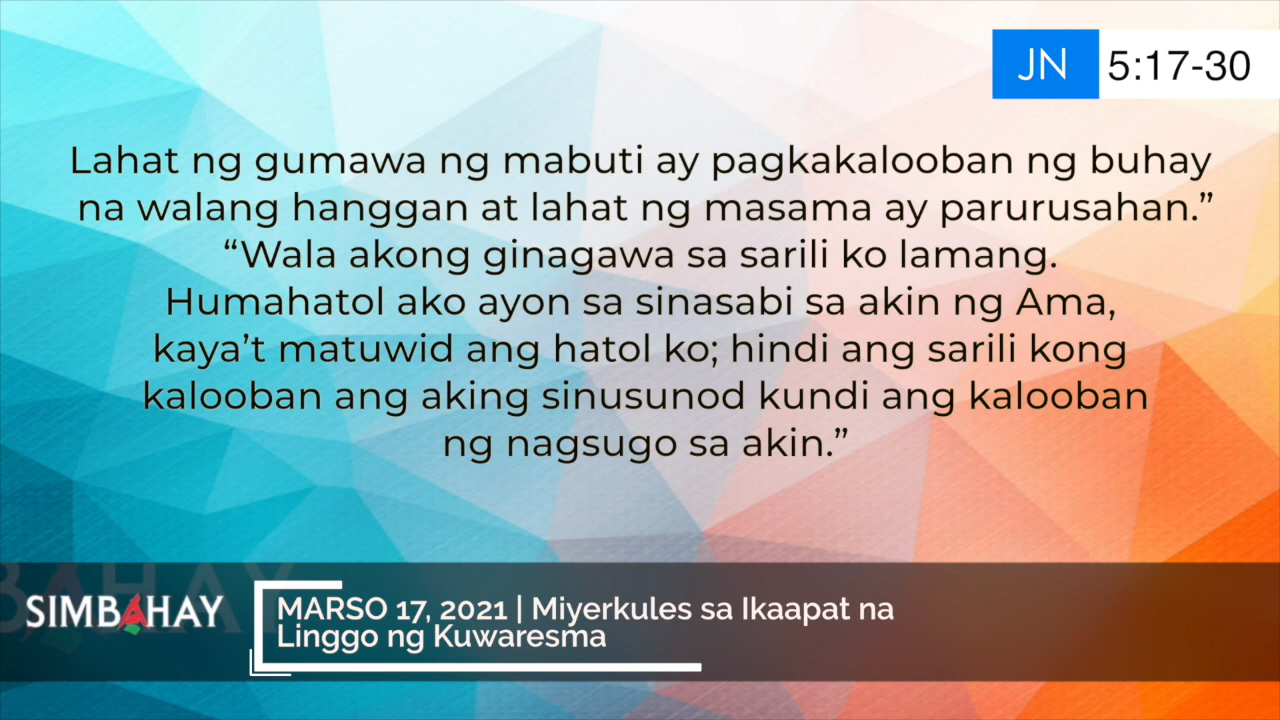 JN 5:17-30
Lahat ng gumawa ng mabuti ay pagkakalooban ng buhay
na walang hanggan at lahat ng masama ay parurusahan.”
“Wala akong ginagawa sa sarili ko lamang.
Humahatol ako ayon sa sinasabi sa akin ng Ama,
kaya’t matuwid ang hatol ko; hindi ang sarili kong
kalooban ang aking sinusunod kundi ang kalooban
ng nagsugo sa akin.”
SIMBAHAY
MARSO 17, 2021 | Miyerkules sa Ikaapat na
Linggo ng Kuwaresma